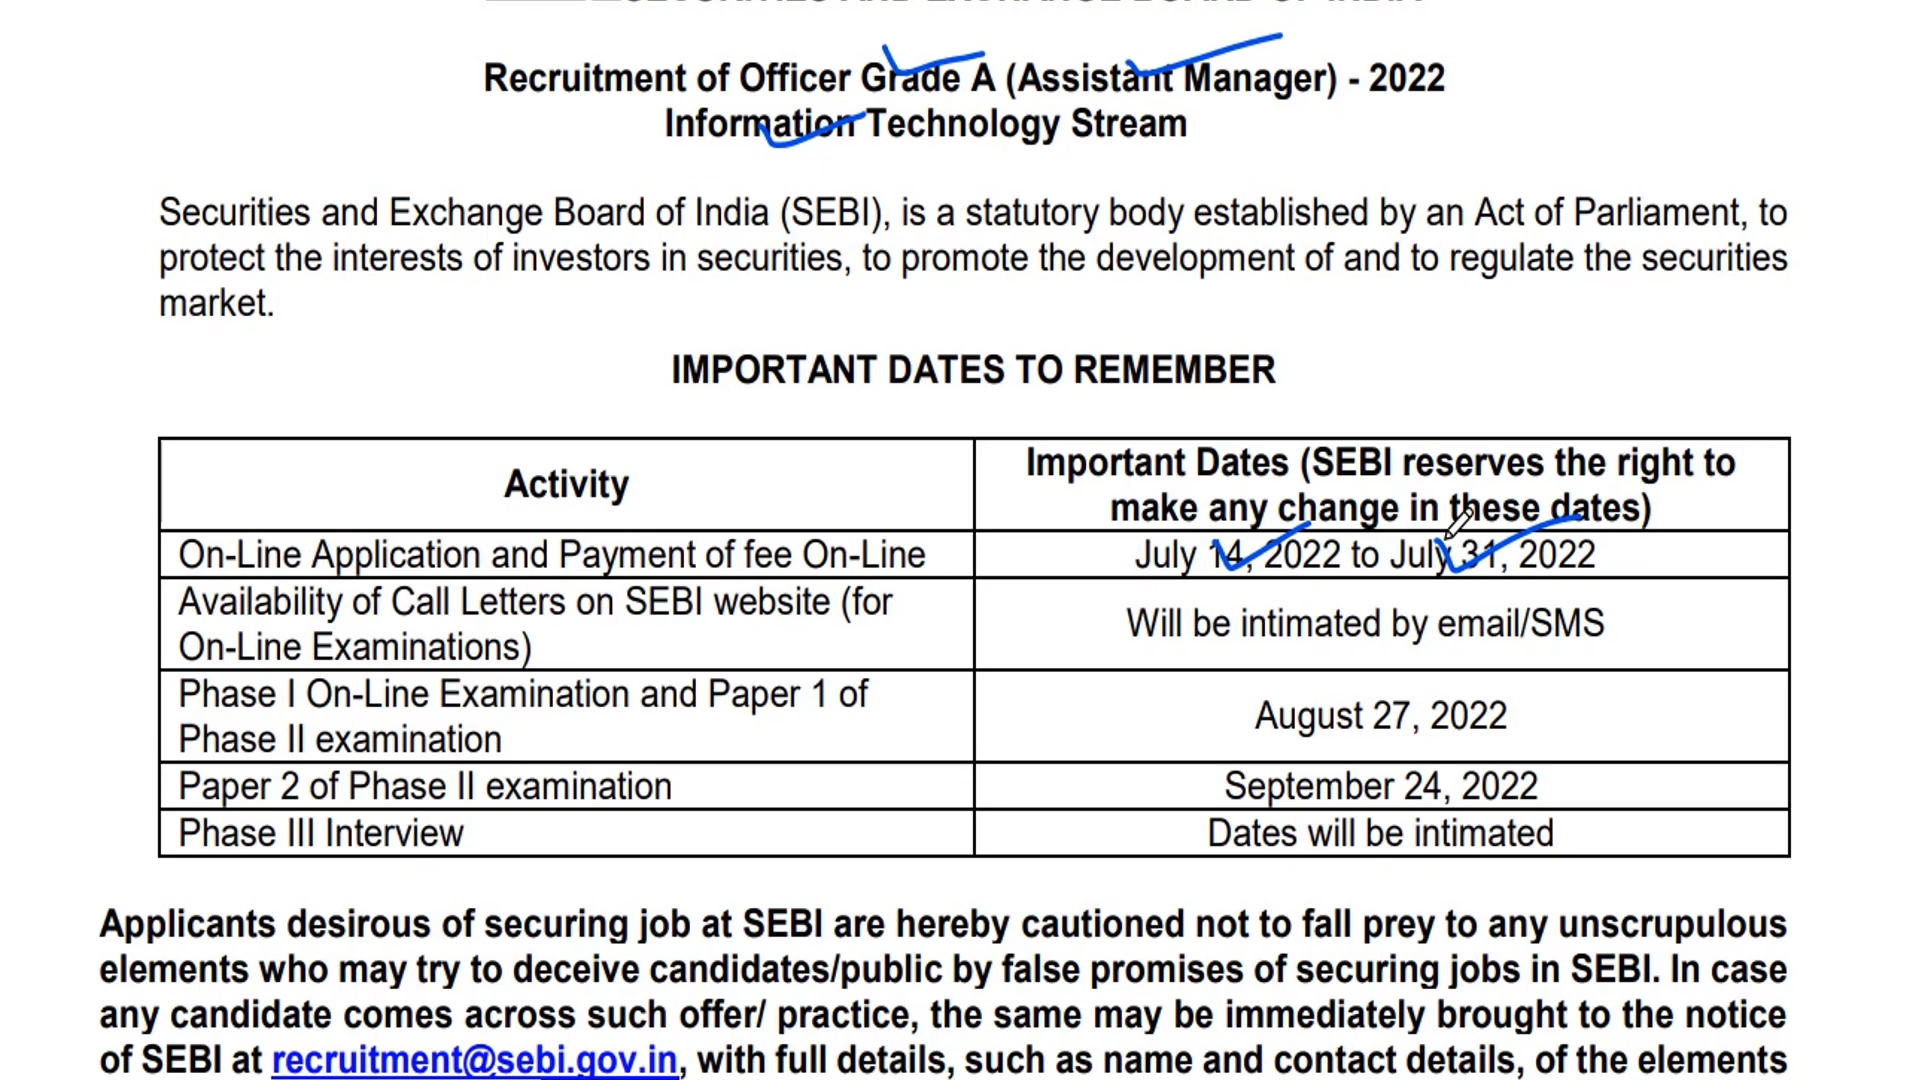 SECURITIES AND EXCHANGE BOARD OF INDIA
Recruitment of Officer Grade A (Assistant Manager) - 2022
Information Technology Stream
Securities and Exchange Board of India (SEBI), is a statutory body established by an Act of Parliament, to
protect the interests of investors in securities, to promote the development of and to regulate the securities
market.
IMPORTANT DATES TO REMEMBER
Activity
Important Dates (SEBI reserves the right to
make any change in these dates)
On-Line Application and Payment of fee On-Line
July 14, 2022 to July 31, 2022
Availability of Call Letters on SEBI website (for
On-Line Examinations)
Will be intimated by email/SMS
Phase I On-Line Examination and Paper 1 of
Phase II examination
August 27, 2022
Paper 2 of Phase II examination
September 24, 2022
Phase III Interview
Dates will be intimated
Applicants desirous of securing job at SEBI are hereby cautioned not to fall prey to any unscrupulous
elements who may try to deceive candidates/public by false promises of securing jobs in SEBI. In case
any candidate comes across such offer/ practice, the same may be immediately brought to the notice
of SEBI at recruitment@sebi.gov.in, with full details, such as name and contact details, of the elements